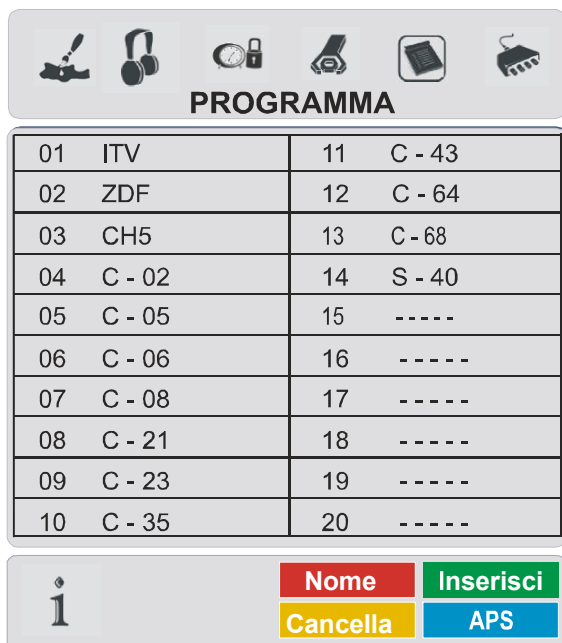 PROGRAMMA
01 ITV 11 C - 43
02 ZDF 12 C - 64
03 CH5 13 C - 68
04 C - 02 14 S - 40
05 C - 05 15 - - - - -
06 C - 06 16 - - - - -
07 C - 08 17 - - - - -
08 C - 21 18 - - - - -
09 C - 23 19 - - - - -
10 C - 35 20 - - - - -
i Nome Inserisci
Cancella APS